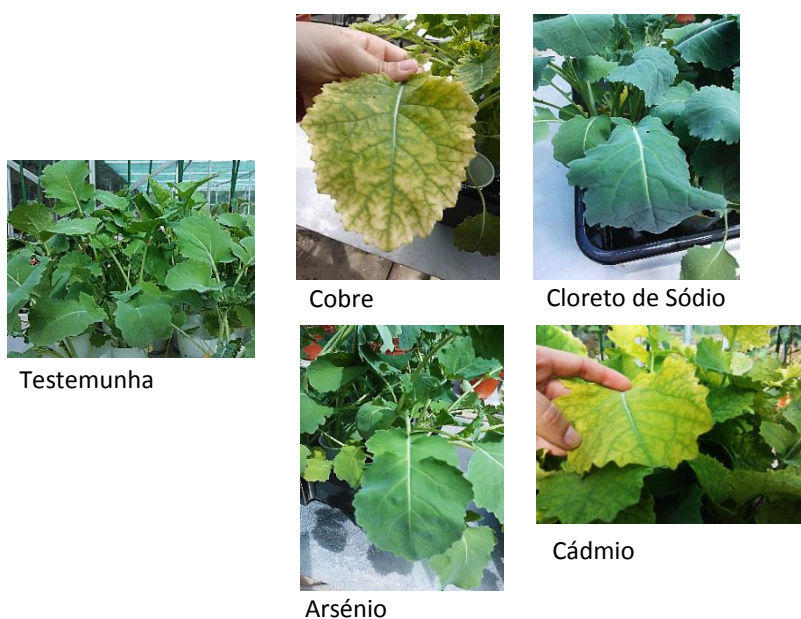 Cobre
Cloreto de Sódio
Testemunha
Cádmio
Arsénio